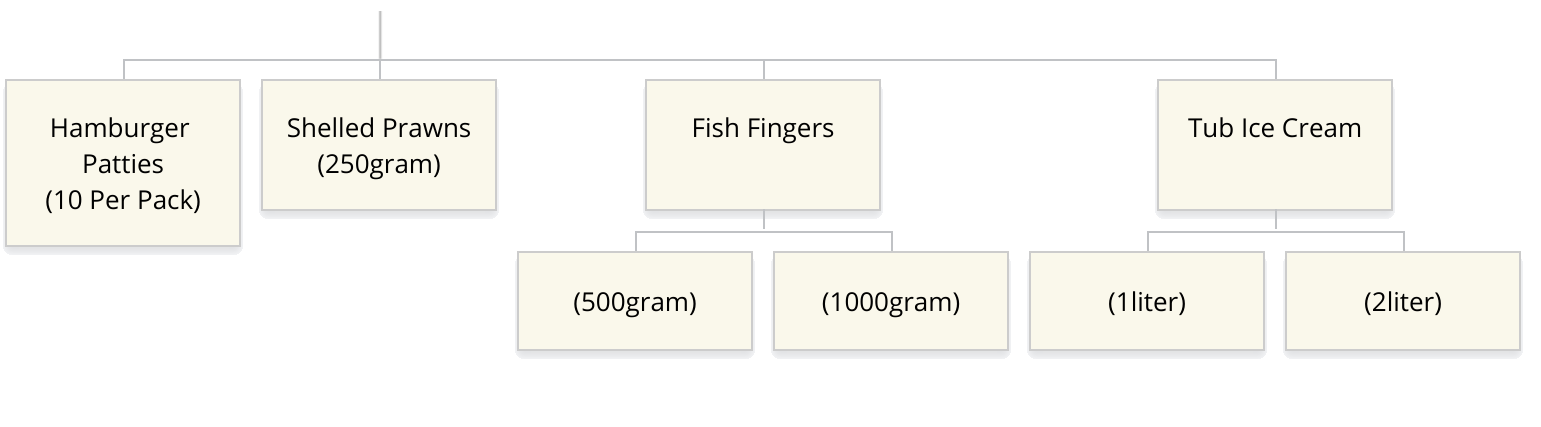 Hamburger
Patties
(10 Per Pack)
Shelled Prawns
(250gram)
Fish Fingers
Tub Ice Cream
(500gram)
(1000gram)
(1liter)
(2liter)